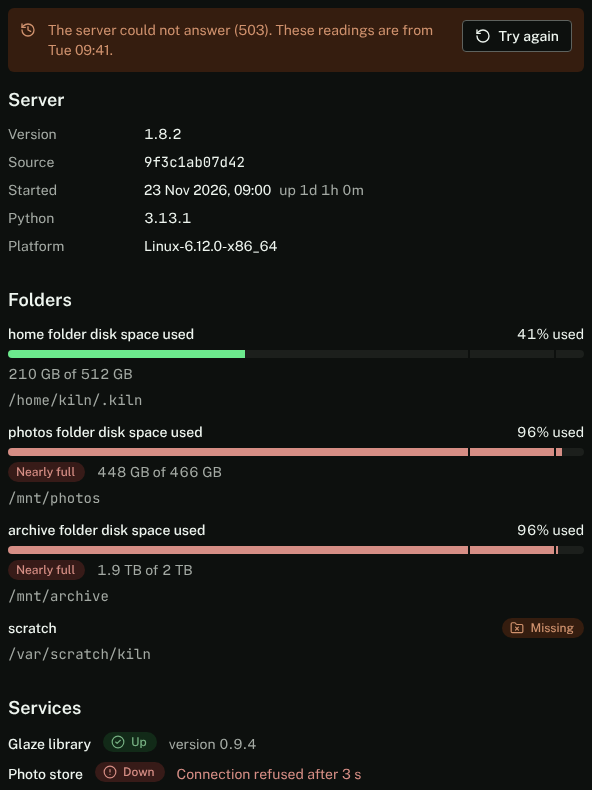 The server could not answer (503). These readings are from
Tue 09:41.
Try again
Server
Version 1.8.2
Source 9f3c1ab07d42
Started 23 Nov 2026, 09:00 up 1d 1h 0m
Python 3.13.1
Platform Linux-6.12.0-x86_64
Folders
home folder disk space used 41% used
210 GB of 512 GB
/home/kiln/.kiln
photos folder disk space used 96% used
Nearly full 448 GB of 466 GB
/mnt/photos
archive folder disk space used 96% used
Nearly full 1.9 TB of 2 TB
/mnt/archive
scratch Missing
/var/scratch/kiln
Services
Glaze library Up version 0.9.4
Photo store Down Connection refused after 3 s